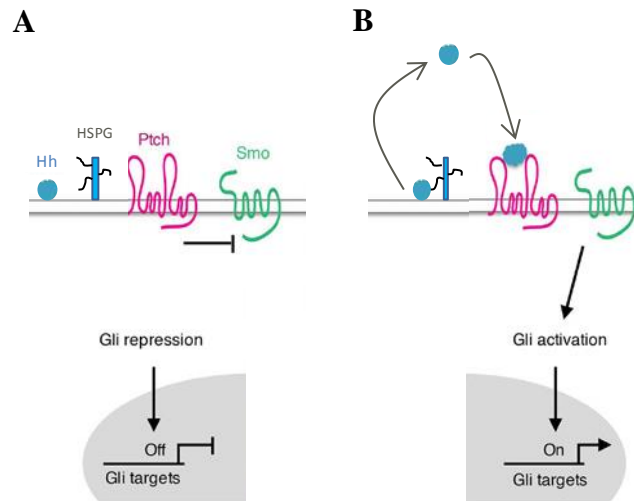 A
HSPG
Hh
Ptch
Smo
Gli repression
Off
Gli targets
B
Gli activation
On
Gli targets